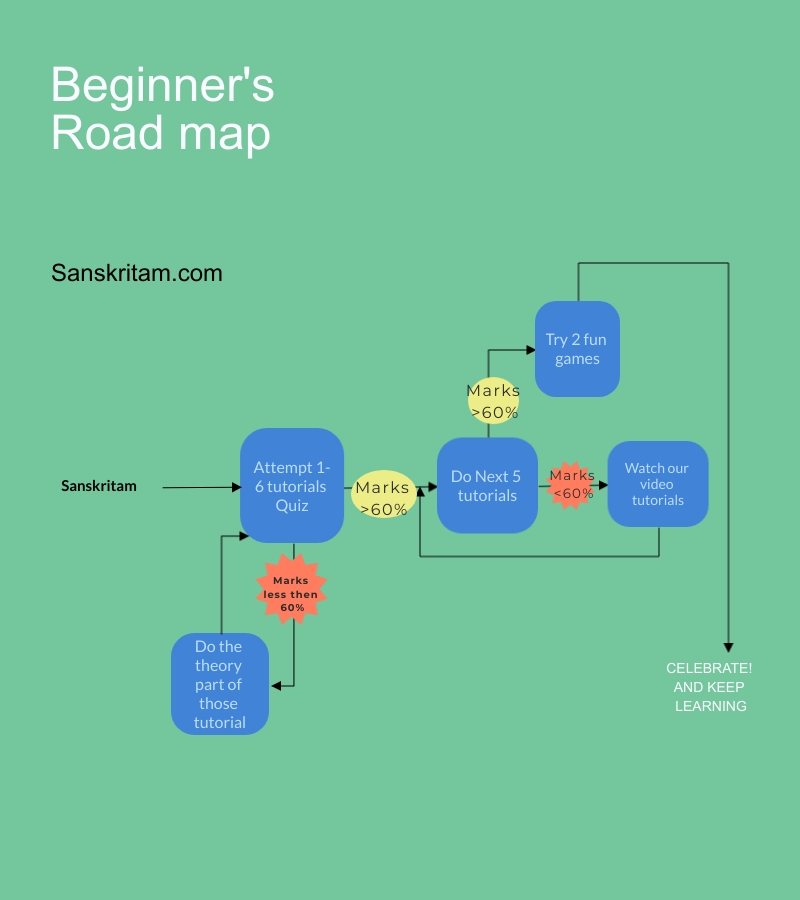 Beginner's
Road map
Sanskritam.com
Try 2 fun
games
Marks
>60%
Sanskritam
Attempt 1-
6 tutorials
Quiz
Marks
>60%
Do Next 5
tutorials
Marks
<60%
Watch our
video
tutorials
Marks
less then
60%
Do the
theory
part of
those
tutorial
CELEBRATE!
AND KEEP
LEARNING